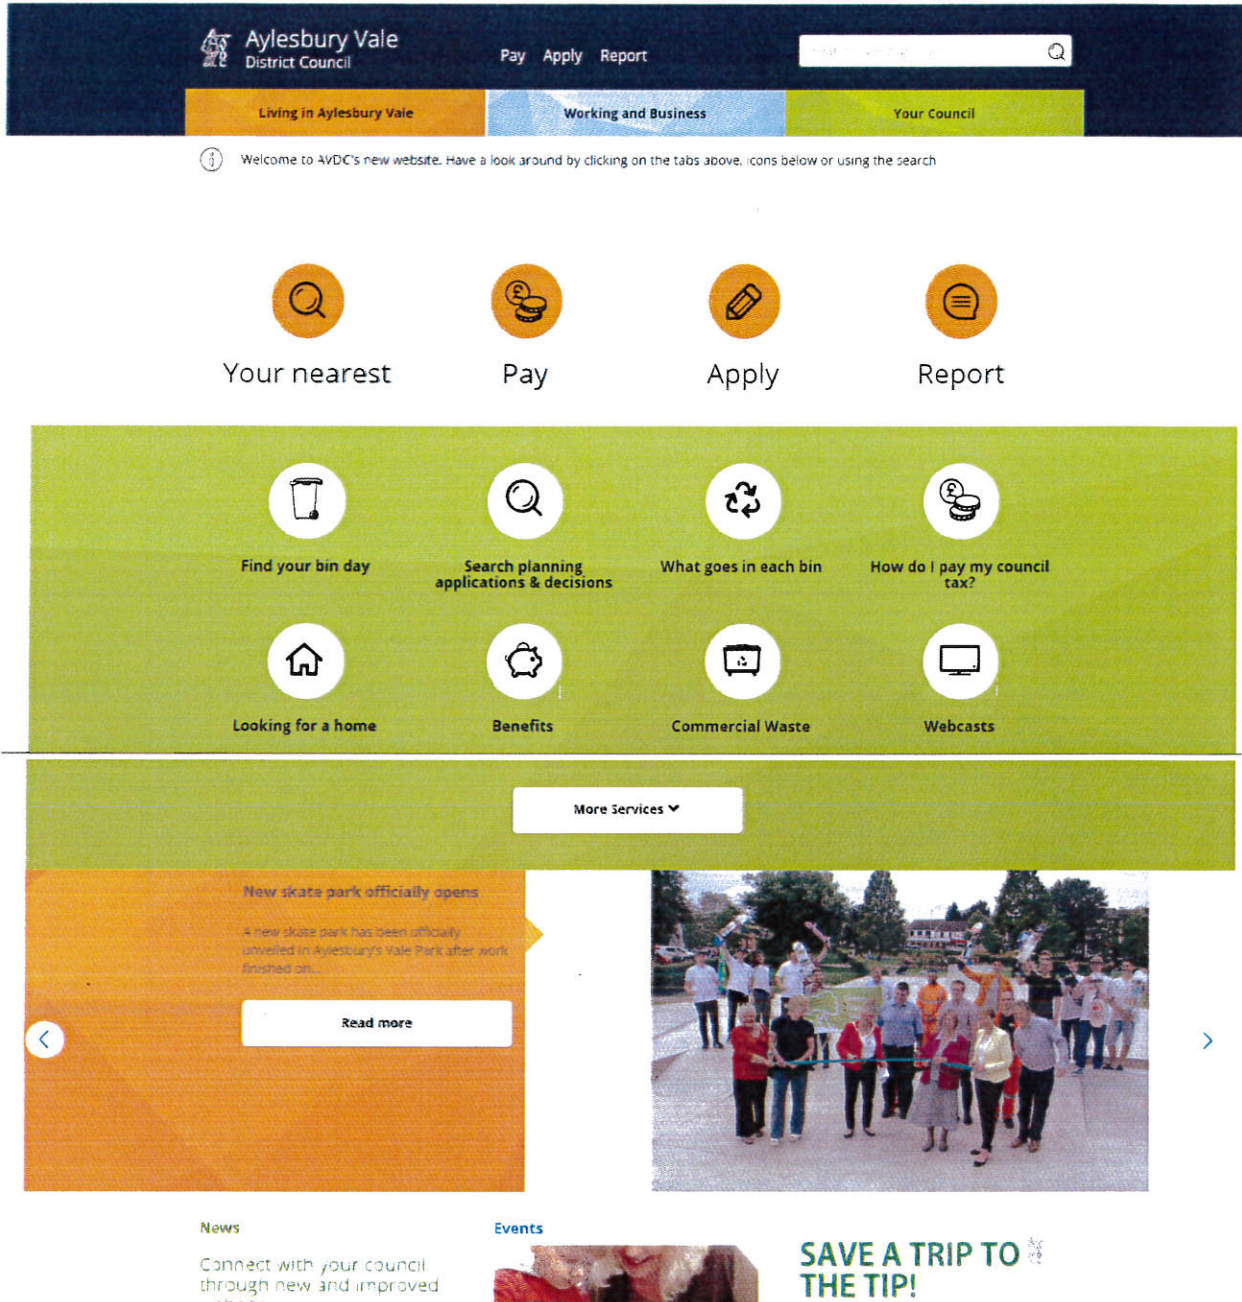 Aylesbury Vale
District Council
Pay Apply Report
Living in Aylesbury Vale
Working and Business
Your Council
Welcome to AVDC's new website. Have a look around by clicking on the tabs above, icons below or using the search
Your nearest
Pay
Apply
Report
Find your bin day
Search planning
applications & decisions
What goes in each bin
How do I pay my council
tax?
Looking for a home
Benefits
Commercial Waste
Webcasts
More Services
New skate park officially opens
A new skate park has been officially
unveiled in Aylesbury's Vale Park after work
finished on...
Read more
News
Connect with your council
through new and improved
Events
SAVE A TRIP TO
THE TIP!